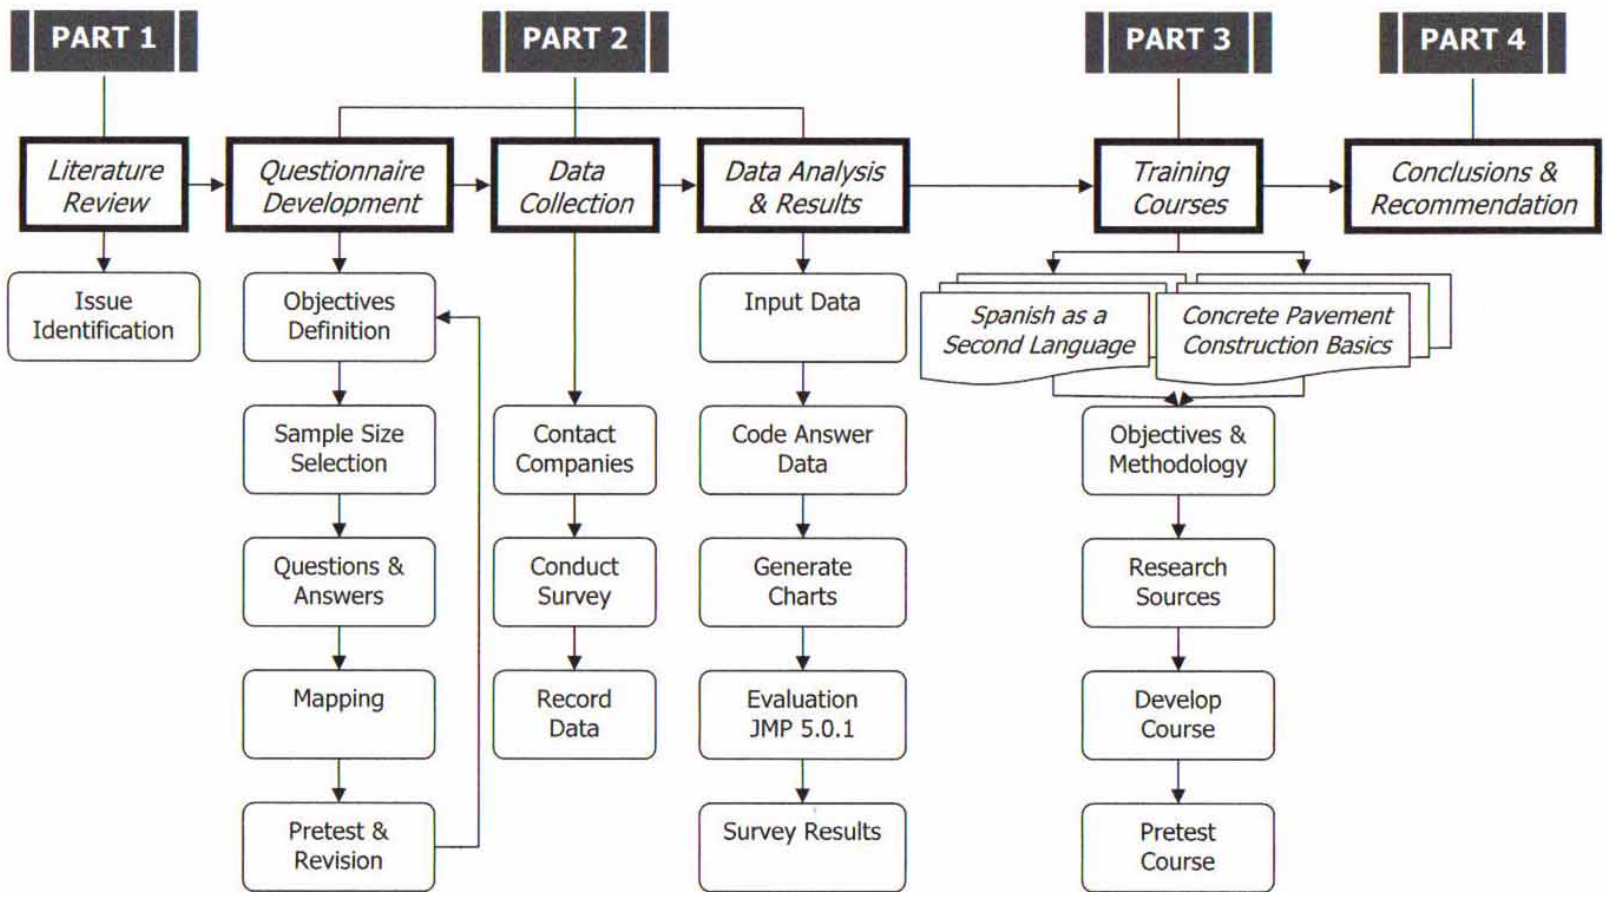 PART 1
PART 2
PART 3
PART 4
Literature
Review
Questionnaire
Development
Data
Collection
Data Analysis
& Results
Training
Courses
Conclusions &
Recommendation
Issue
Identification
Objectives
Definition
Sample Size
Selection
Questions &
Answers
Mapping
Pretest &
Revision
Contact
Companies
Conduct
Survey
Record
Data
Input Data
Code Answer
Data
Generate
Charts
Evaluation
JMP 5.0.1
Survey Results
Spanish as a
Second Language
Concrete Pavement
Construction Basics
Objectives &
Methodology
Research
Sources
Develop
Course
Pretest
Course